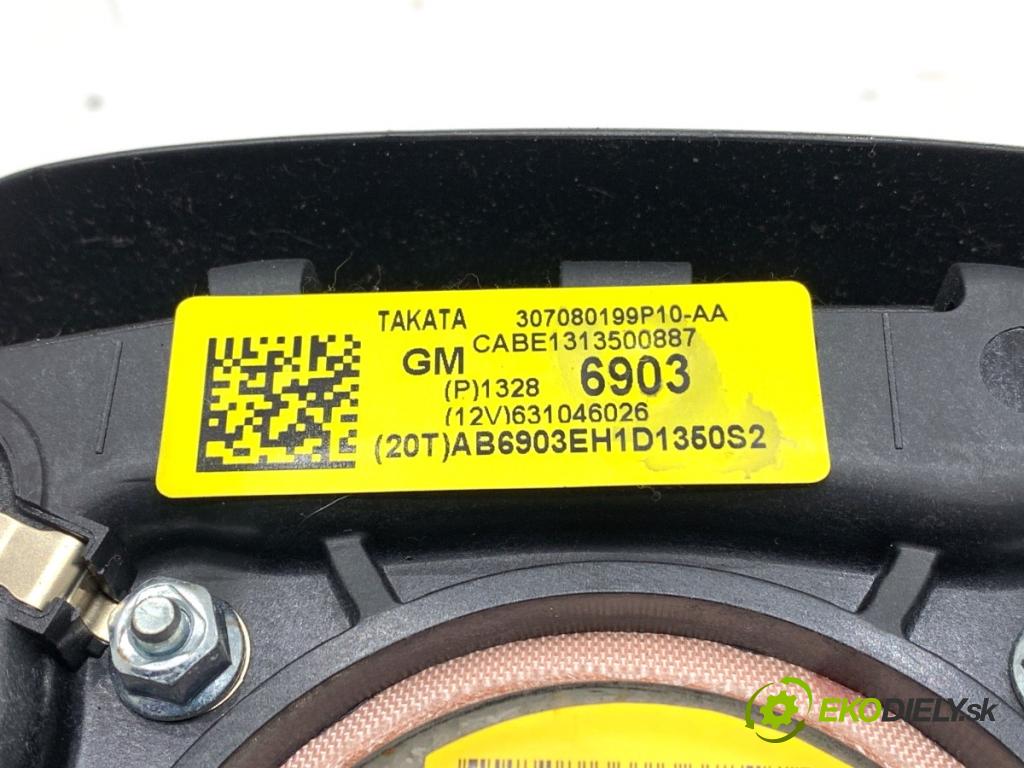 TAKATA 307080199P10-AA
CABE1313500887
GM
(P)1328 6903
(12V)631046026
(20T)AB6903EH1D1350S2
EKODIELY.sk